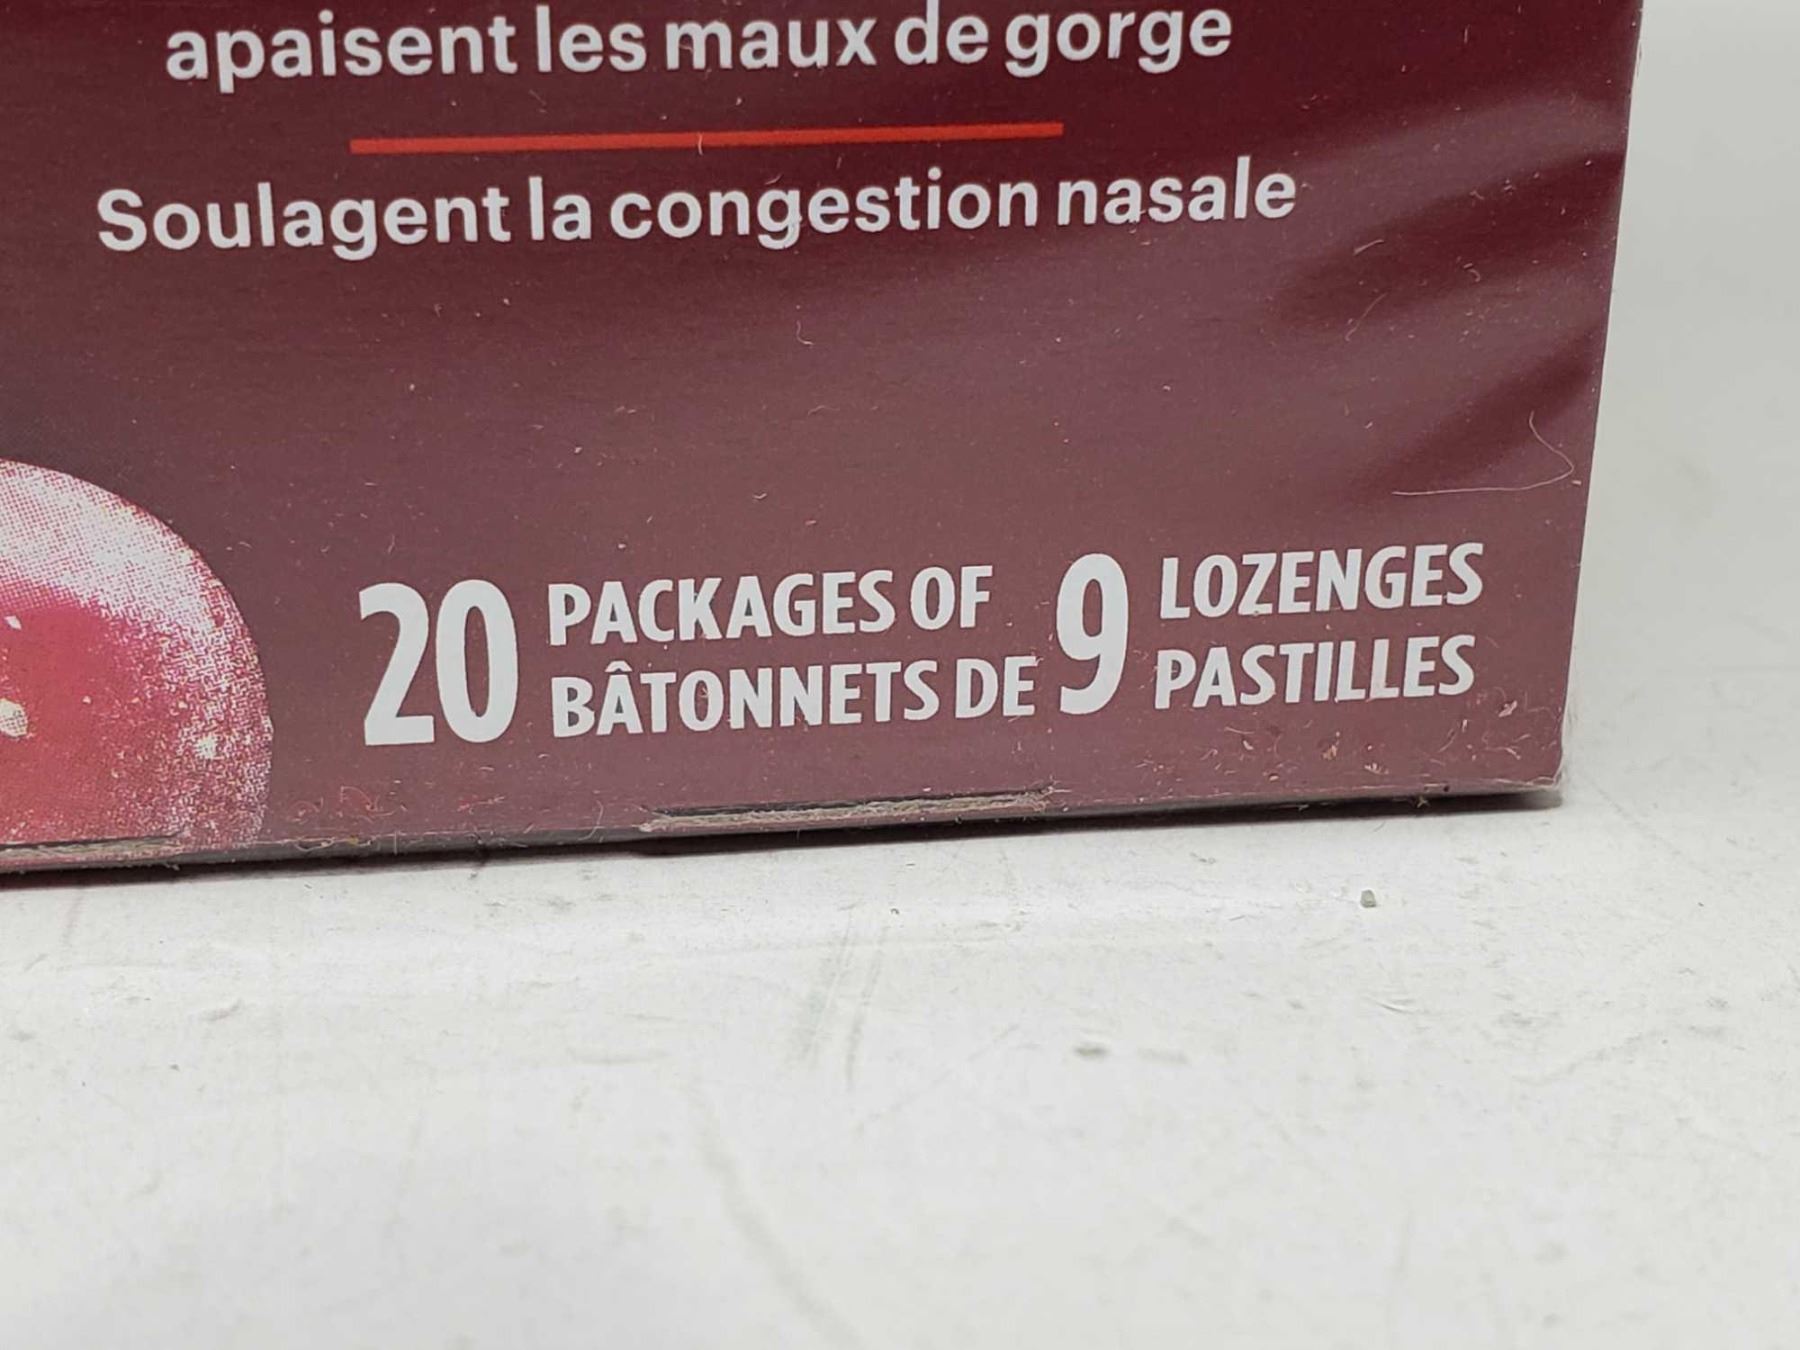 apaisent les maux de gorge
Soulagent la congestion nasale
20 PACKAGES OF 9 LOZENGES
BÂTONNETS DE PASTILLES